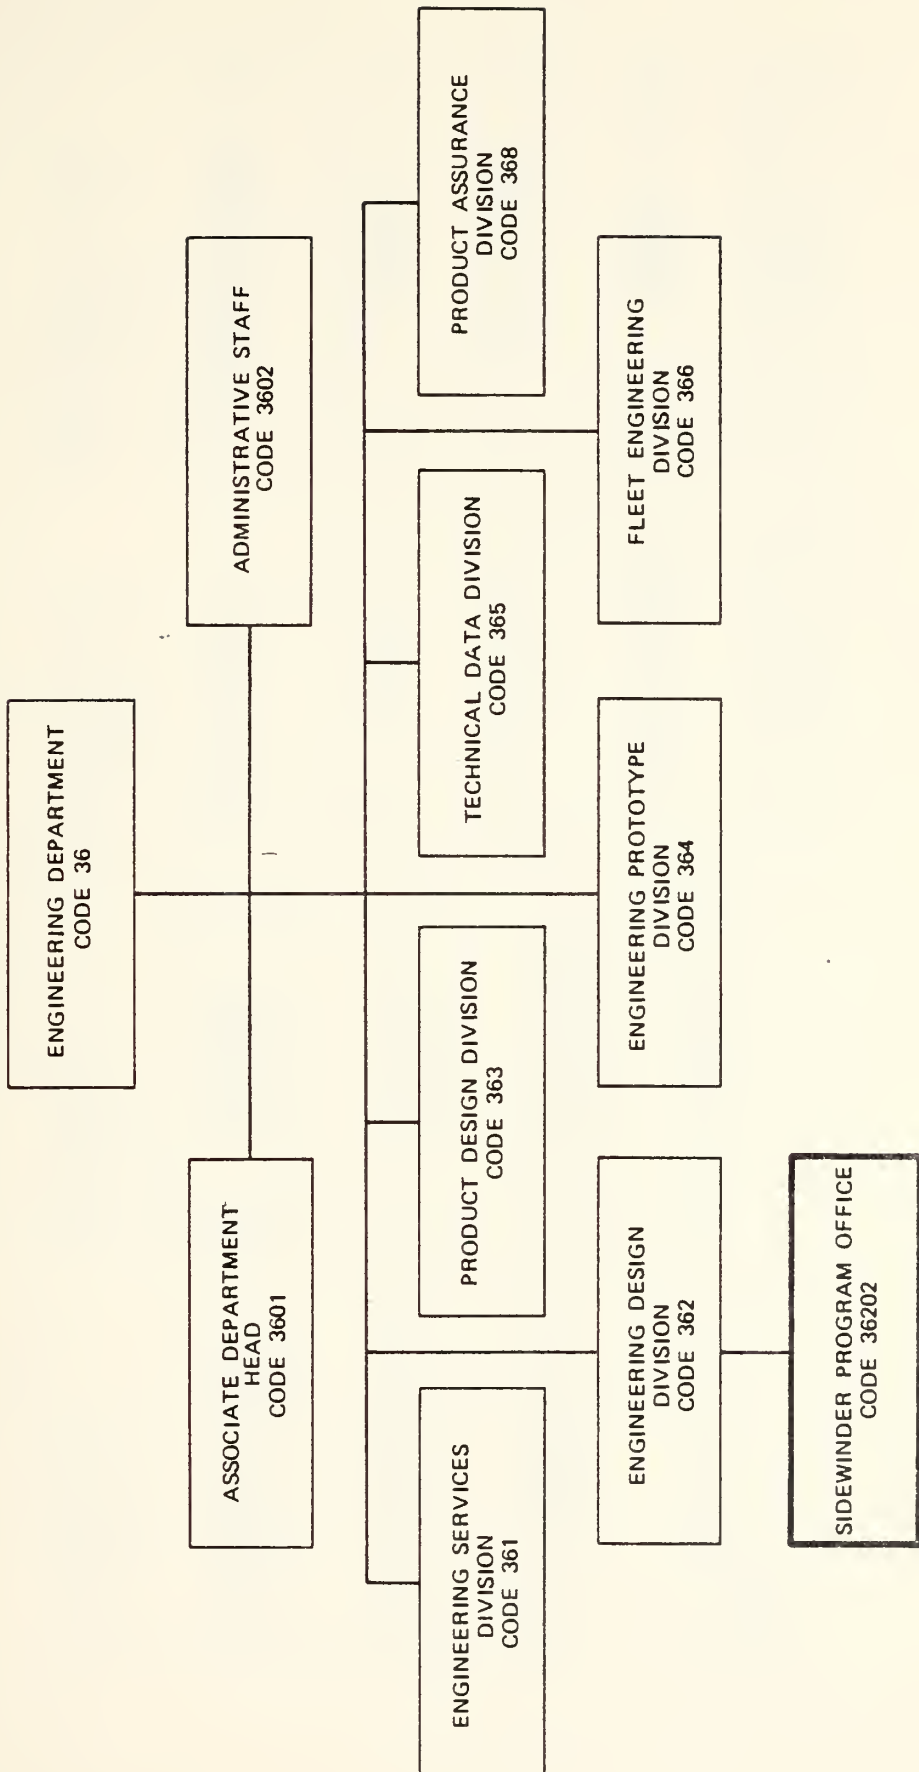 ENGINEERING DEPARTMENT
CODE 36
ASSOCIATE DEPARTMENT
HEAD
CODE 3601
ADMINISTRATIVE STAFF
CODE 3602
ENGINEERING SERVICES
DIVISION
CODE 361
PRODUCT DESIGN DIVISION
CODE 363
TECHNICAL DATA DIVISION
CODE 365
PRODUCT ASSURANCE
DIVISION
CODE 368
ENGINEERING DESIGN
DIVISION
CODE 362
ENGINEERING PROTOTYPE
DIVISION
CODE 364
FLEET ENGINEERING
DIVISION
CODE 366
SIDEWINDER PROGRAM OFFICE
CODE 36202